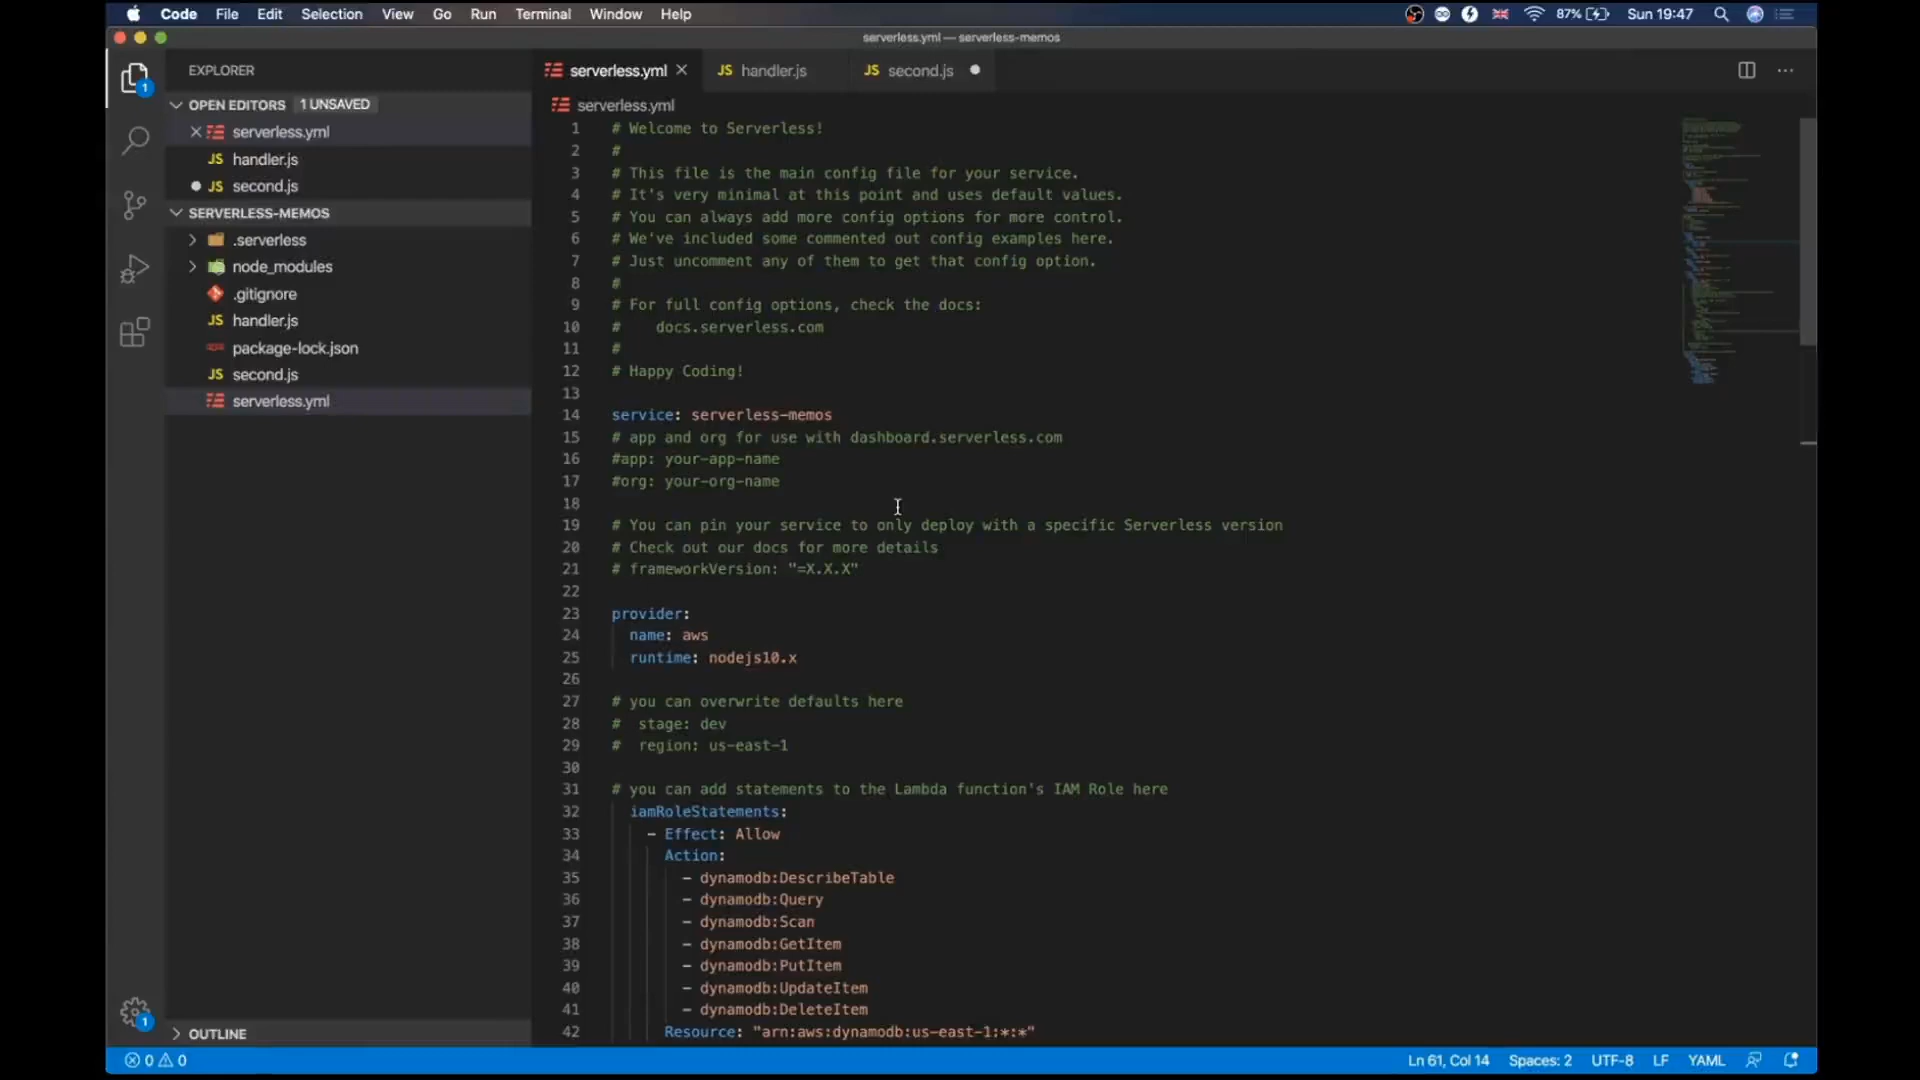 Code File Edit Selection View Go Run Terminal Window Help 87% Sun 19:47
serverless.yml — serverless-memos
EXPLORER
serverless.yml JS handler.js JS second.js
OPEN EDITORS 1 UNSAVED
serverless.yml
JS handler.js
JS second.js
SERVERLESS-MEMOS
.serverless
node_modules
.gitignore
JS handler.js
package-lock.json
JS second.js
serverless.yml
OUTLINE
serverless.yml
1 # Welcome to Serverless!
2 #
3 # This file is the main config file for your service.
4 # It's very minimal at this point and uses default values.
5 # You can always add more config options for more control.
6 # We've included some commented out config examples here.
7 # Just uncomment any of them to get that config option.
8 #
9 # For full config options, check the docs:
10 #    docs.serverless.com
11 #
12 # Happy Coding!
13
14 service: serverless-memos
15 # app and org for use with dashboard.serverless.com
16 #app: your-app-name
17 #org: your-org-name
18
19 # You can pin your service to only deploy with a specific Serverless version
20 # Check out our docs for more details
21 # frameworkVersion: "=X.X.X"
22
23 provider:
24   name: aws
25   runtime: nodejs10.x
26
27 # you can overwrite defaults here
28 #  stage: dev
29 #  region: us-east-1
30
31 # you can add statements to the Lambda function's IAM Role here
32   iamRoleStatements:
33     - Effect: Allow
34       Action:
35         - dynamodb:DescribeTable
36         - dynamodb:Query
37         - dynamodb:Scan
38         - dynamodb:GetItem
39         - dynamodb:PutItem
40         - dynamodb:UpdateItem
41         - dynamodb:DeleteItem
42       Resource: "arn:aws:dynamodb:us-east-1:*:*"
1
1
0 0 Ln 61, Col 14 Spaces: 2 UTF-8 LF YAML